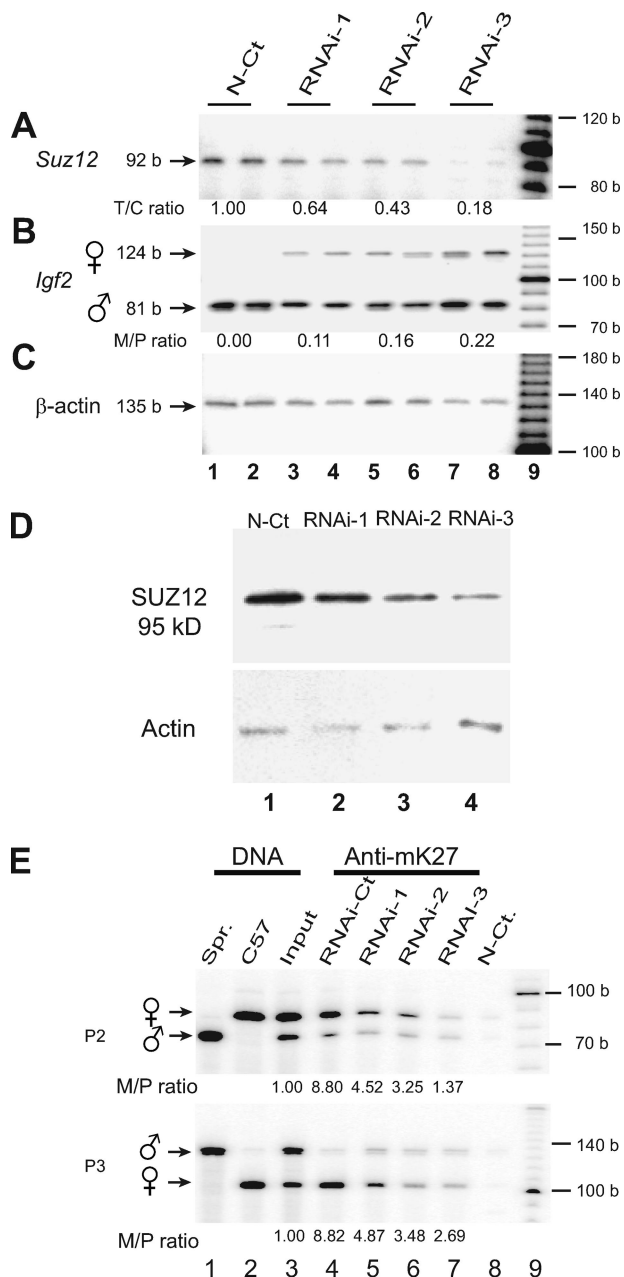 N-Ct RNAi-1 RNAi-2 RNAi-3
A
120 b
Suz12 92 b
80 b
T/C ratio 1.00 0.64 0.43 0.18
B
150 b
♀ 124 b
Igf2
100 b
♂ 81 b
70 b
M/P ratio 0.00 0.11 0.16 0.22
C
180 b
140 b
β-actin 135 b
100 b
1 2 3 4 5 6 7 8 9
D
N-Ct RNAi-1 RNAi-2 RNAi-3
SUZ12
95 kD
Actin
1 2 3 4
E
DNA Anti-mK27
Spr. C57 Input RNAi-Ct RNAi-1 RNAi-2 RNAI-3 N-Ct.
100 b
♀
P2 ♂
70 b
M/P ratio 1.00 8.80 4.52 3.25 1.37
♂ 140 b
P3
♀ 100 b
M/P ratio 1.00 8.82 4.87 3.48 2.69
1 2 3 4 5 6 7 8 9